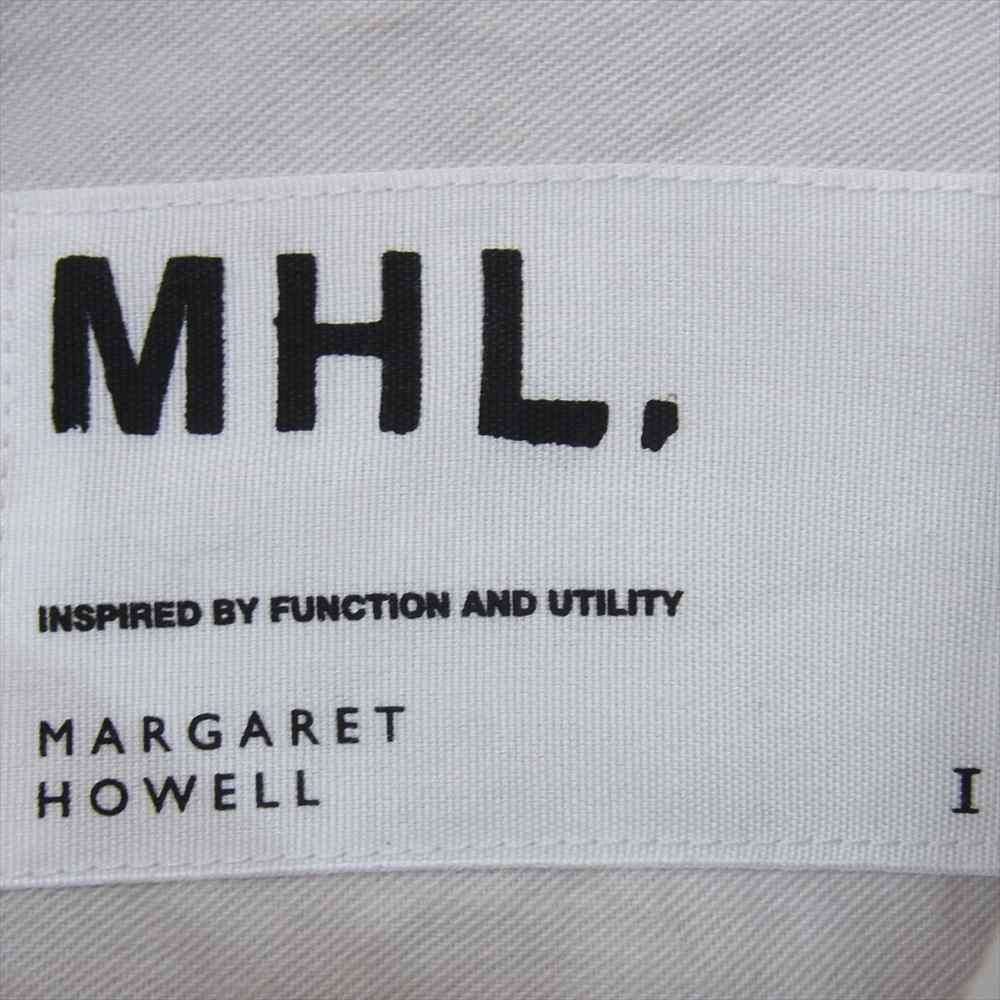 MHL.
INSPIRED BY FUNCTION AND UTILITY
MARGARET
HOWELL
I